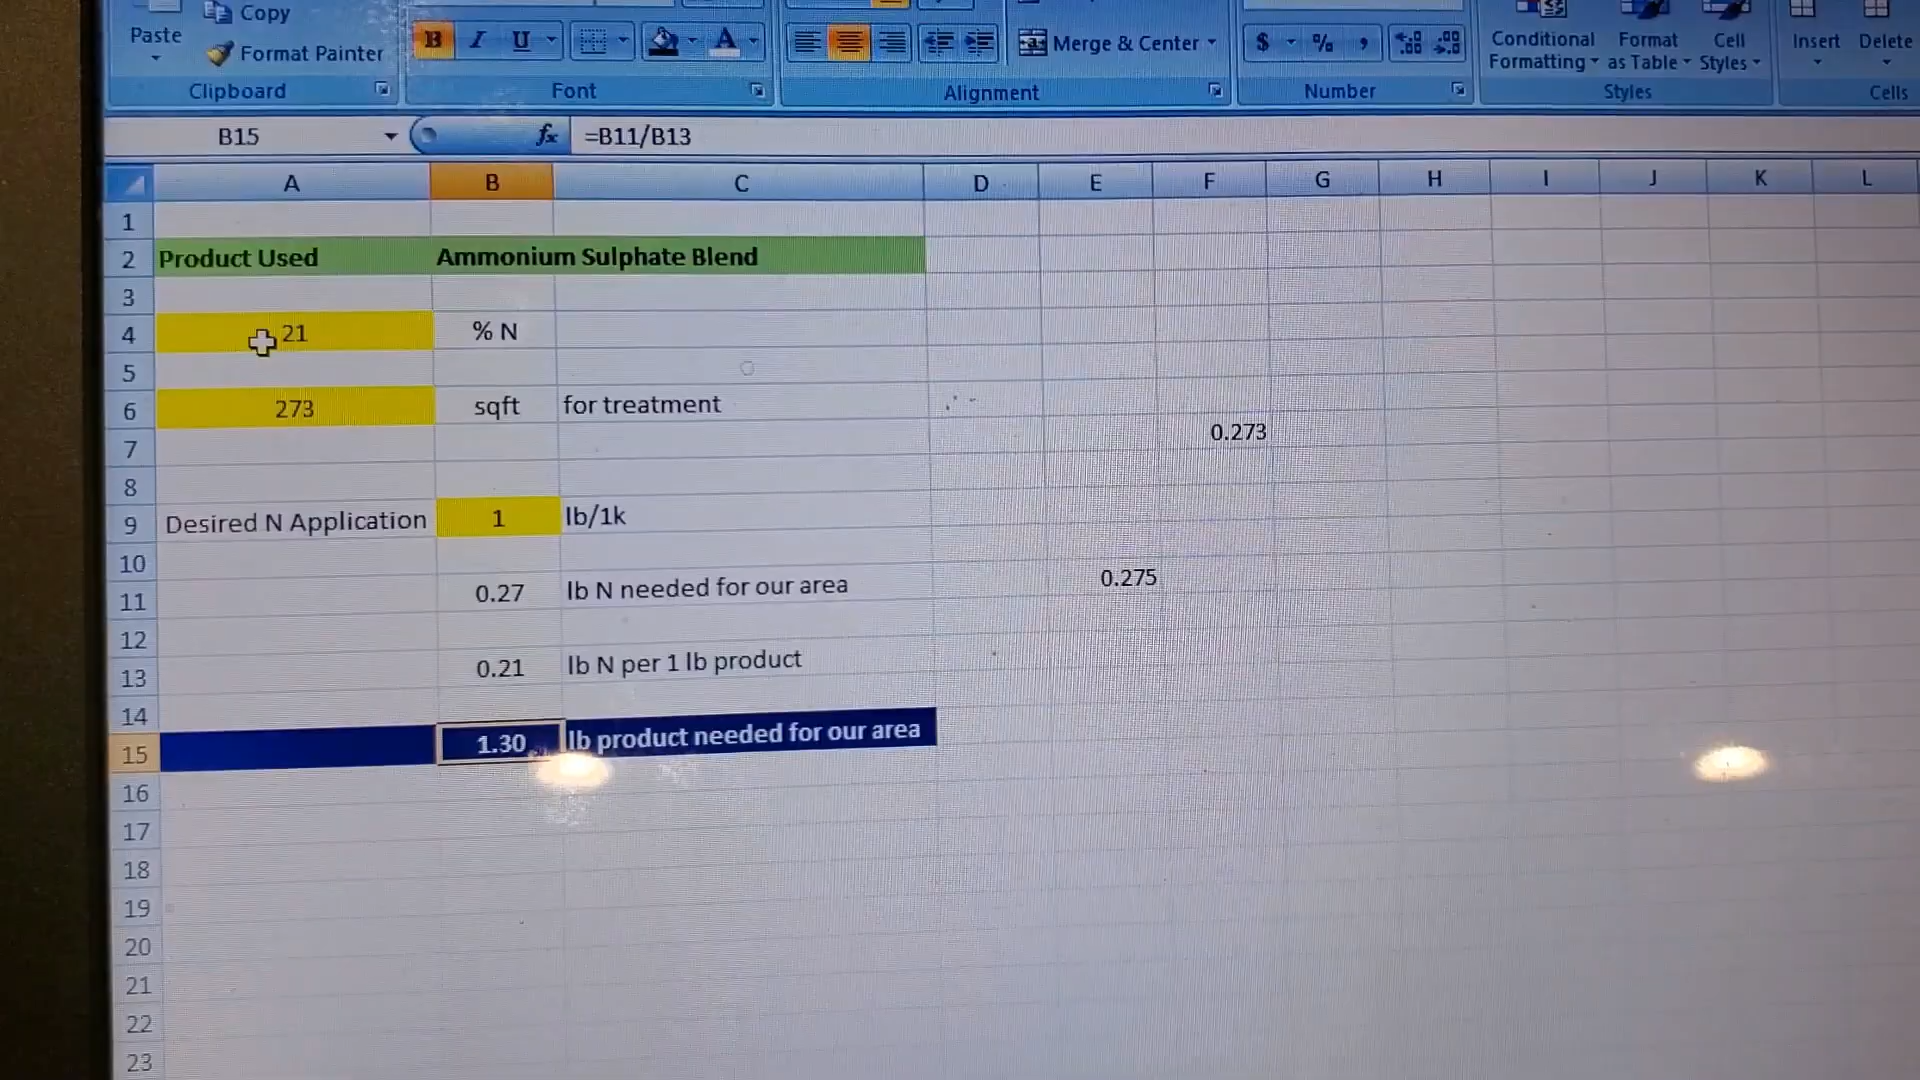 Paste
Copy
Format Painter
Clipboard
B I U A
Font
Merge & Center
Alignment
$ % ,
Number
Conditional Formatting
Format as Table
Cell Styles
Styles
Insert
Delete
Cells
B15 fx =B11/B13
A B C D E F G H I J K L
1
2 Product Used Ammonium Sulphate Blend
3
4 21 % N
5
6 273 sqft for treatment
7 0.273
8
9 Desired N Application 1 lb/1k
10
11 0.27 lb N needed for our area 0.275
12
13 0.21 lb N per 1 lb product
14
15 1.30 lb product needed for our area
16
17
18
19
20
21
22
23